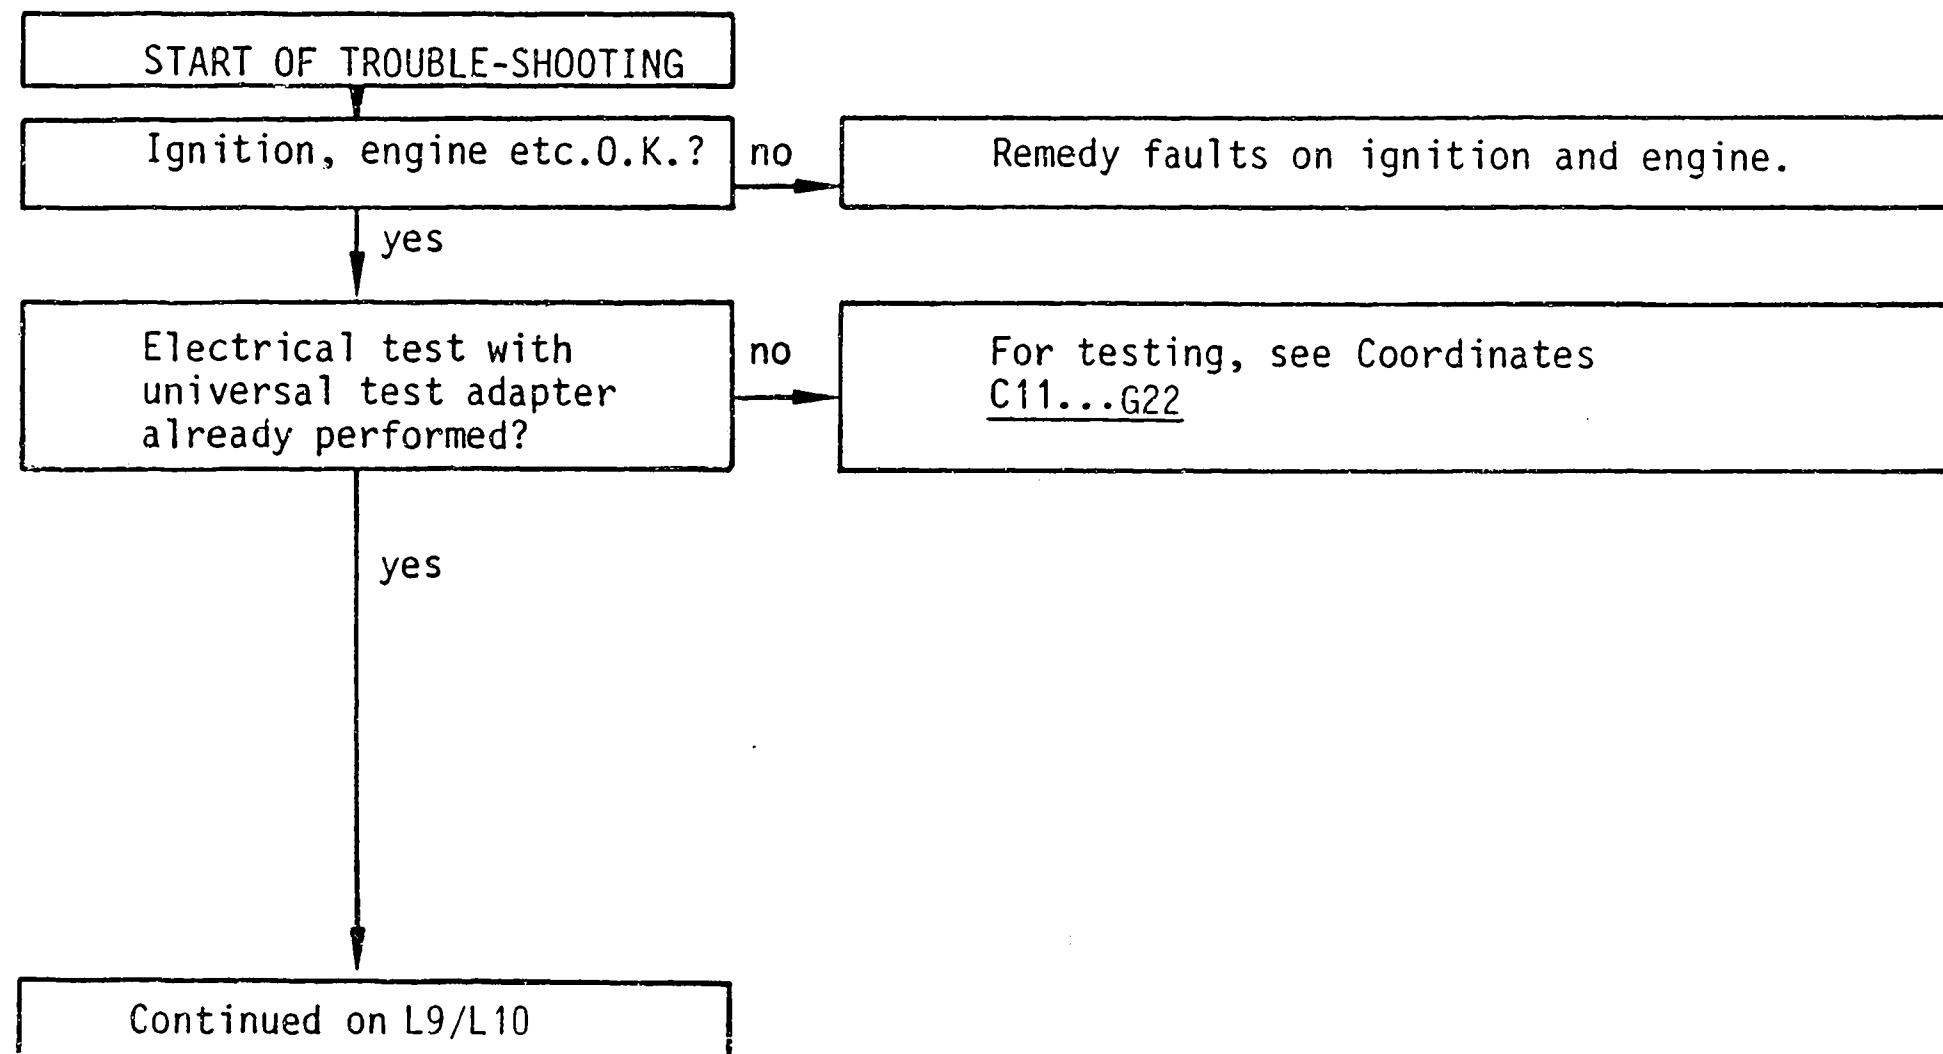 START OF TROUBLE-SHOOTING
Ignition, engine etc.O.K.?
no
Remedy faults on ignition and engine.
yes
Electrical test with
universal test adapter
already performed?
no
For testing, see Coordinates
C11...G22
yes
Continued on L9/L10